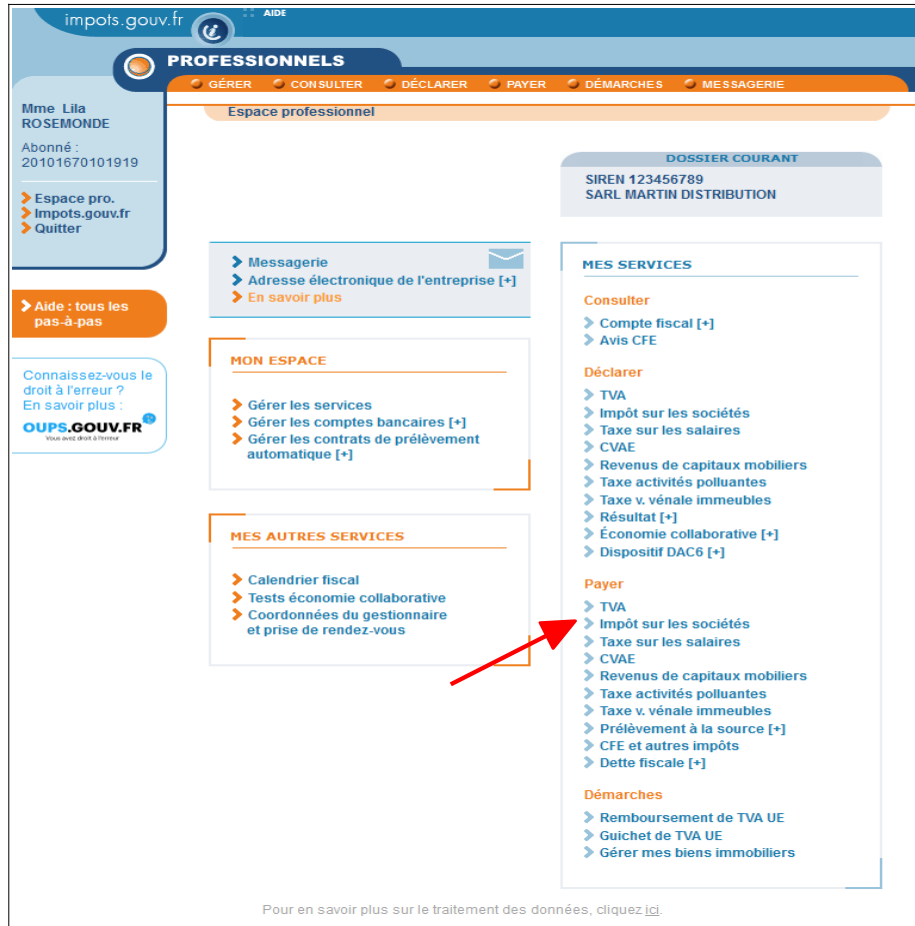 impots.gouv.fr
AIDE
PROFESSIONNELS
GÉRER CONSULTER DÉCLARER PAYER DÉMARCHES MESSAGERIE
Mme Lila
ROSEMONDE
Abonné :
20101670101919
Espace pro.
Impots.gouv.fr
Quitter
Aide : tous les
pas-à-pas
Connaissez-vous le
droit à l'erreur ?
En savoir plus :
OUPS.GOUV.FR
Vous avez droit à l'erreur
Espace professionnel
DOSSIER COURANT
SIREN 123456789
SARL MARTIN DISTRIBUTION
Messagerie
Adresse électronique de l'entreprise [+]
En savoir plus
MON ESPACE
Gérer les services
Gérer les comptes bancaires [+]
Gérer les contrats de prélèvement
automatique [+]
MES AUTRES SERVICES
Calendrier fiscal
Tests économie collaborative
Coordonnées du gestionnaire
et prise de rendez-vous
MES SERVICES
Consulter
Compte fiscal [+]
Avis CFE
Déclarer
TVA
Impôt sur les sociétés
Taxe sur les salaires
CVAE
Revenus de capitaux mobiliers
Taxe activités polluantes
Taxe v. vénale immeubles
Résultat [+]
Économie collaborative [+]
Dispositif DAC6 [+]
Payer
TVA
Impôt sur les sociétés
Taxe sur les salaires
CVAE
Revenus de capitaux mobiliers
Taxe activités polluantes
Taxe v. vénale immeubles
Prélèvement à la source [+]
CFE et autres impôts
Dette fiscale [+]
Démarches
Remboursement de TVA UE
Guichet de TVA UE
Gérer mes biens immobiliers
Pour en savoir plus sur le traitement des données, cliquez ici.